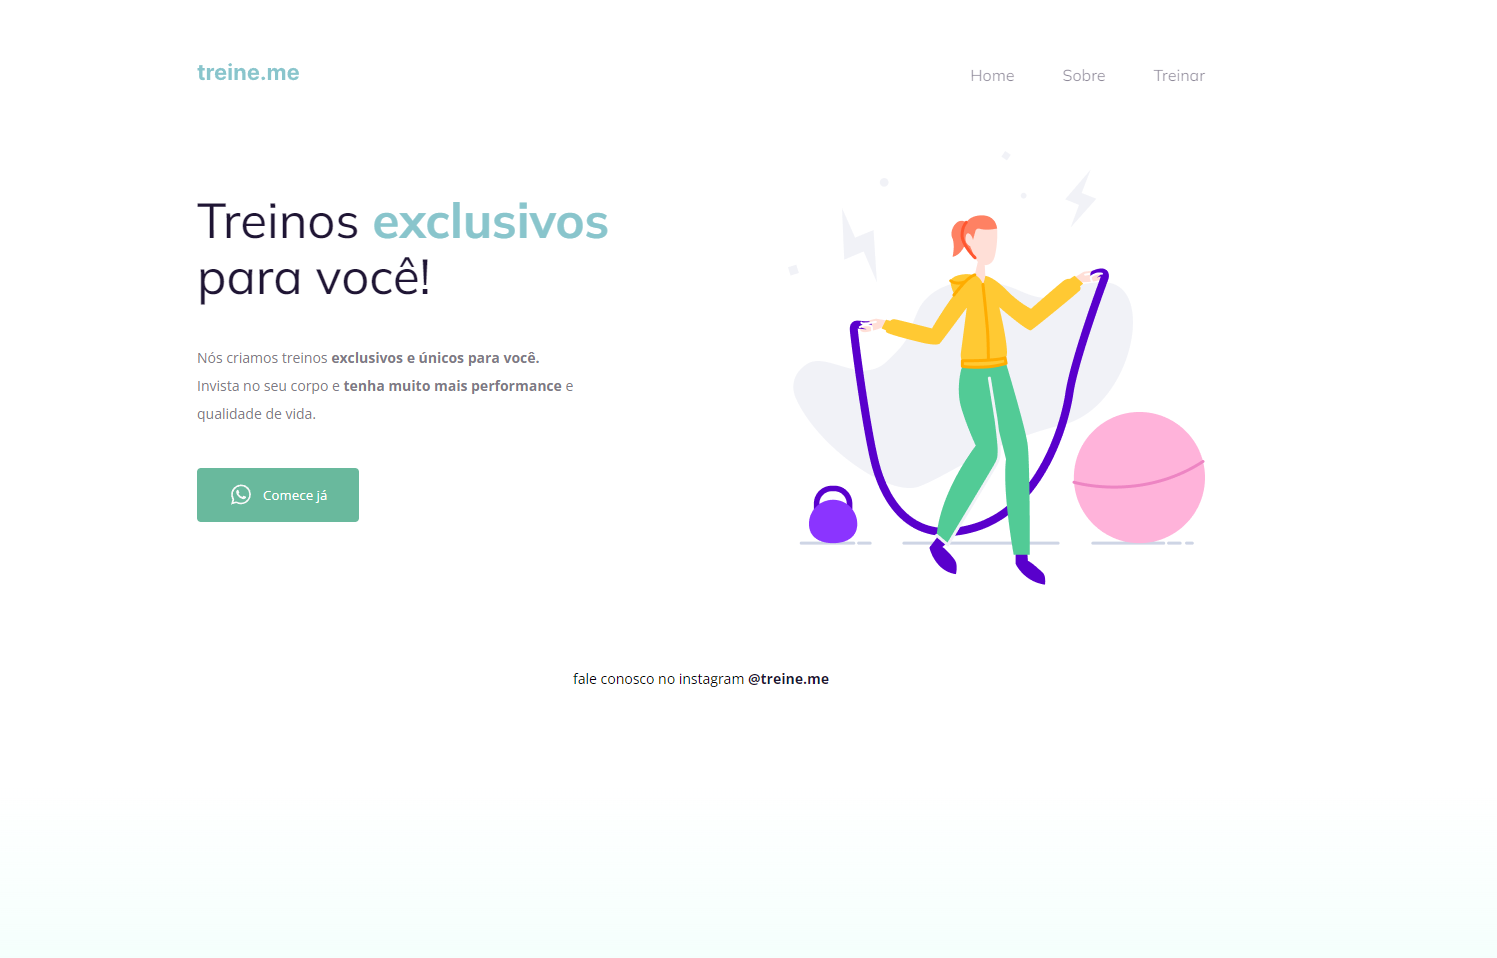 treine.me
Home Sobre Treinar
Treinos exclusivos
para você!
Nós criamos treinos exclusivos e únicos para você.
Invista no seu corpo e tenha muito mais performance e
qualidade de vida.
Comece já
fale conosco no instagram @treine.me